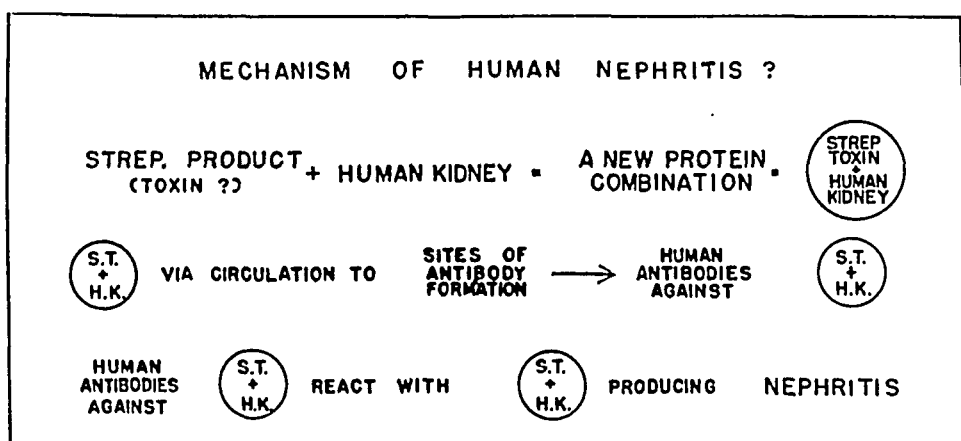 MECHANISM OF HUMAN NEPHRITIS ?
STREP. PRODUCT
(TOXIN ?)
+ HUMAN KIDNEY =
A NEW PROTEIN
COMBINATION =
STREP
TOXIN
+
HUMAN
KIDNEY
S.T.
+
H.K.
VIA CIRCULATION TO
SITES OF
ANTIBODY
FORMATION
→
HUMAN
ANTIBODIES
AGAINST
S.T.
+
H.K.
HUMAN
ANTIBODIES
AGAINST
S.T.
+
H.K.
REACT WITH
S.T.
+
H.K.
PRODUCING NEPHRITIS